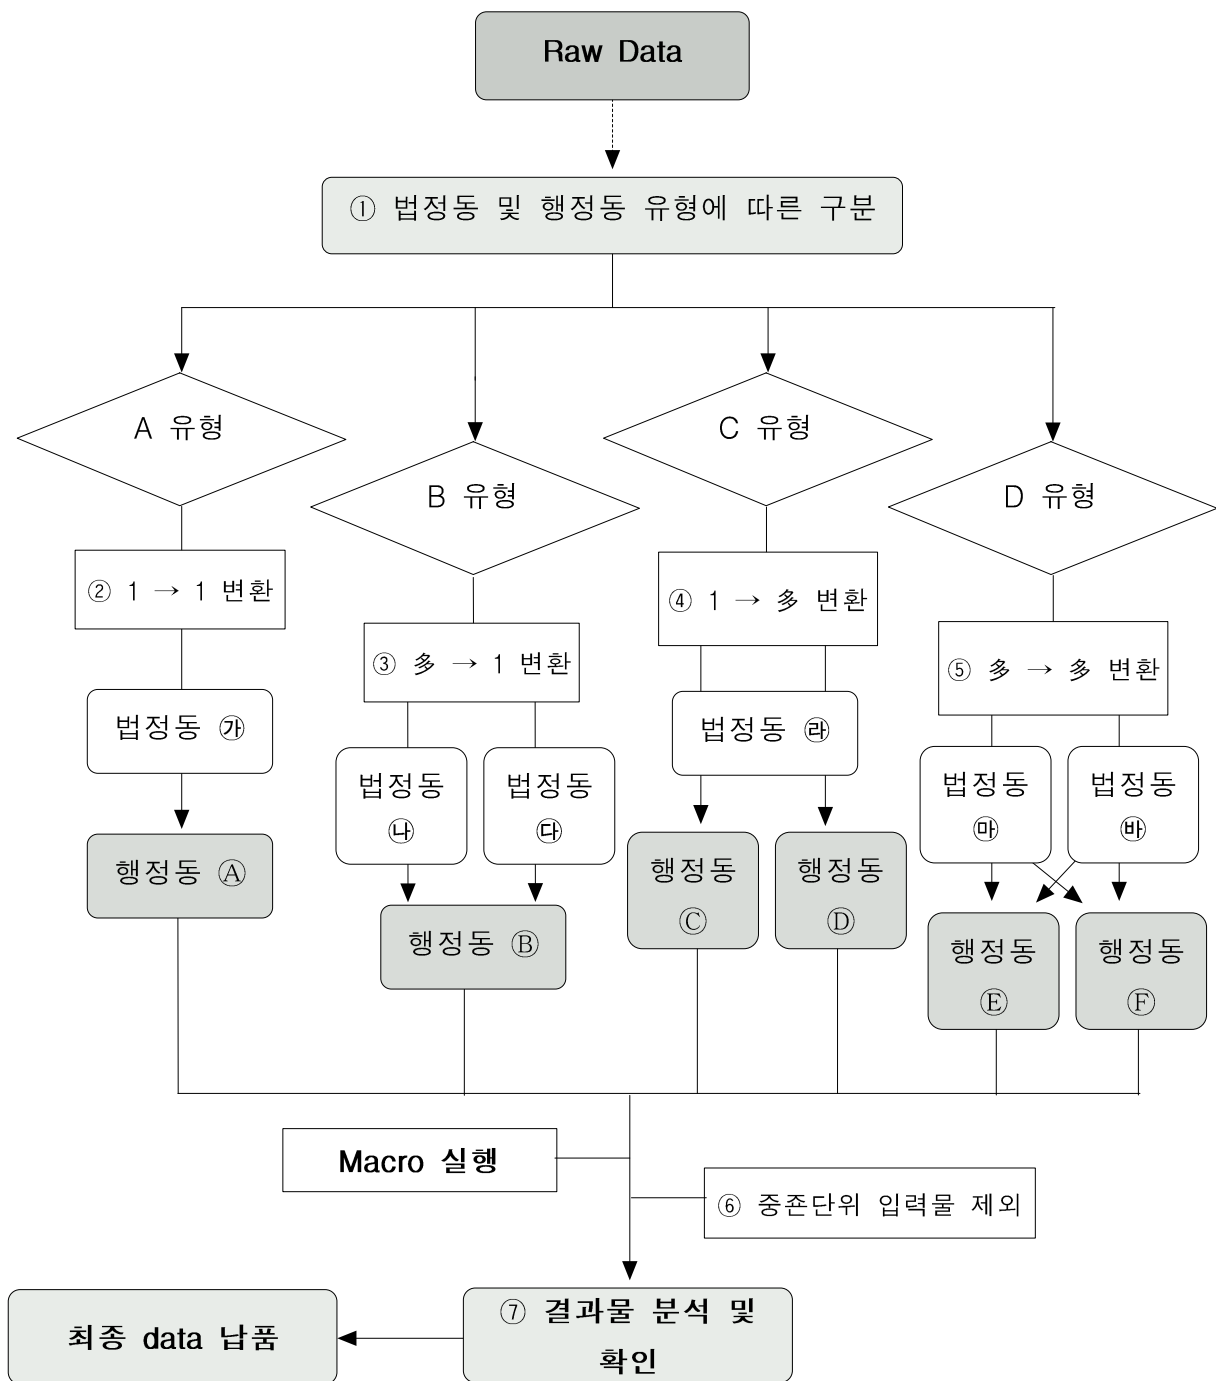 Raw Data
① 법정동 및 행정동 유형에 따른 구분
A 유형
C 유형
B 유형
D 유형
② 1 → 1 변환
④ 1 → 多 변환
③ 多 → 1 변환
⑤ 多 → 多 변환
법정동 ㉮
법정동 ㉱
법정동
㉯
법정동
㉰
법정동
㉲
법정동
㉳
행정동 Ⓐ
행정동
Ⓒ
행정동
Ⓓ
행정동 Ⓑ
행정동
Ⓔ
행정동
Ⓕ
Macro 실행
⑥ 중죤단위 입력물 제외
⑦ 결과물 분석 및
확인
최종 data 납품